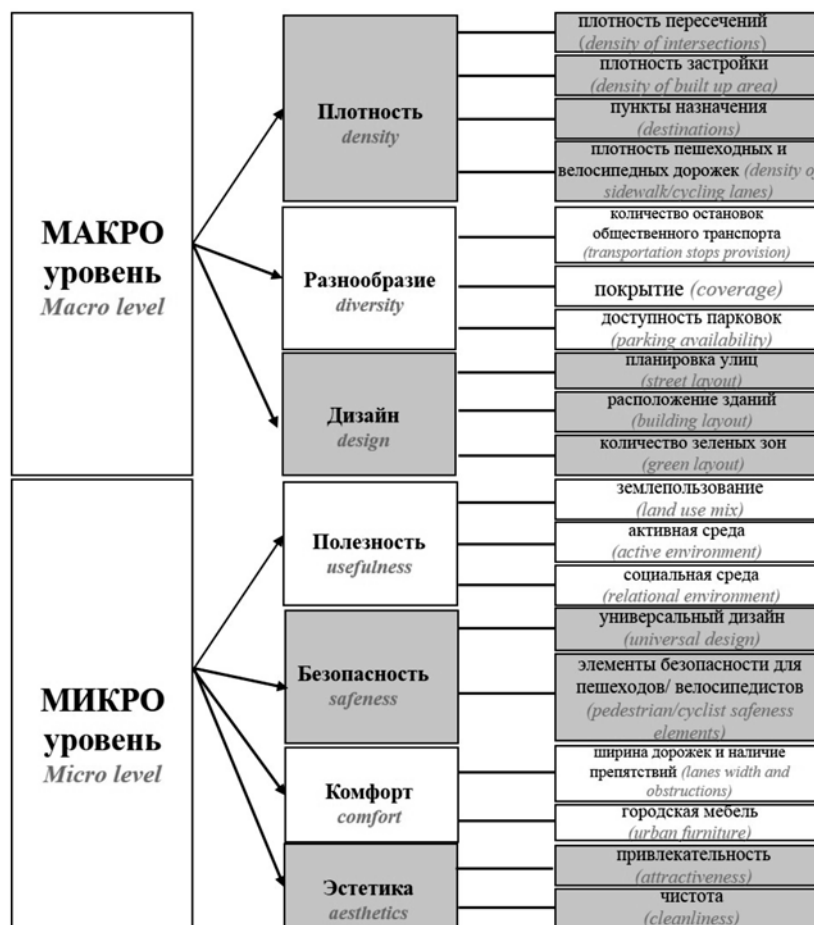 МАКРО
уровень
Macro level
Плотность
density
плотность пересечений
(density of intersections)
плотность застройки
(density of built up area)
пункты назначения
(destinations)
плотность пешеходных и
велосипедных дорожек (density of
sidewalk/cycling lanes)
Разнообразие
diversity
количество остановок
общественного транспорта
(transportation stops provision)
покрытие (coverage)
доступность парковок
(parking availability)
Дизайн
design
планировка улиц
(street layout)
расположение зданий
(building layout)
количество зеленых зон
(green layout)
МИКРО
уровень
Micro level
Полезность
usefulness
землепользование
(land use mix)
активная среда
(active environment)
социальная среда
(relational environment)
Безопасность
safeness
универсальный дизайн
(universal design)
элементы безопасности для
пешеходов/ велосипедистов
(pedestrian/cyclist safeness
elements)
Комфорт
comfort
ширина дорожек и наличие
препятствий (lanes width and
obstructions)
городская мебель
(urban furniture)
Эстетика
aesthetics
привлекательность
(attractiveness)
чистота
(cleanliness)